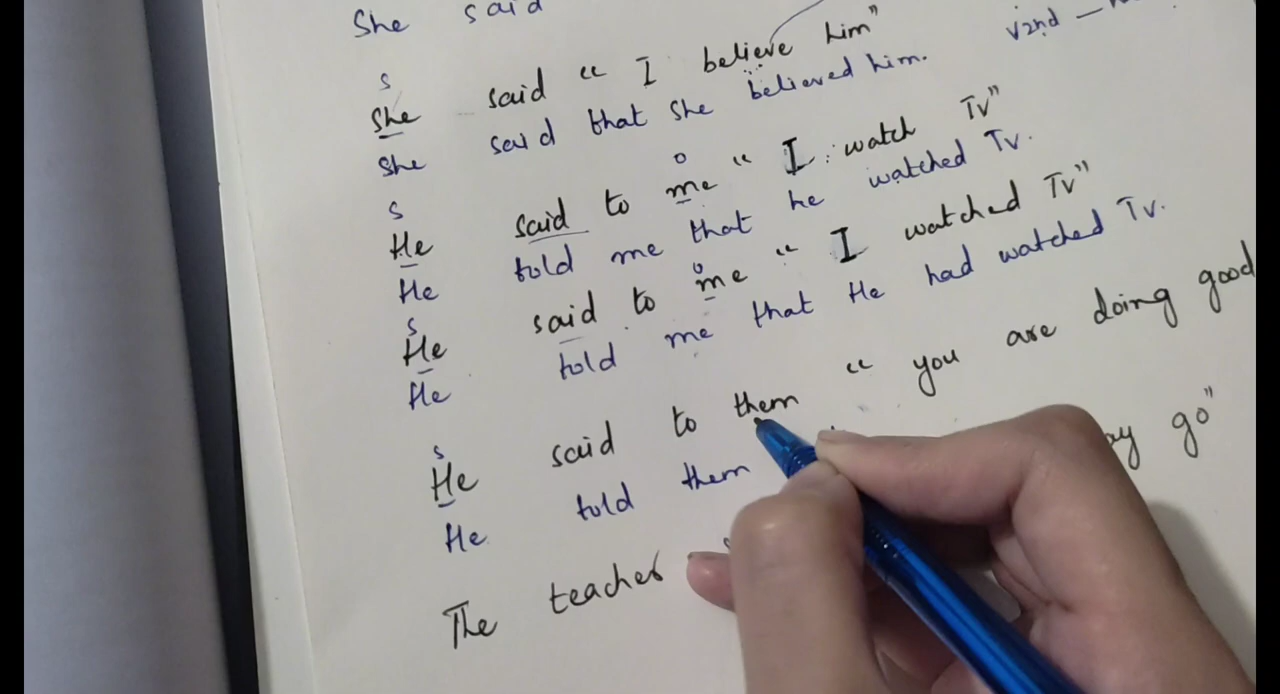 She said
S
She said “ I believe him”
She said that she believed him.
V2nd –
S O
He said to me “ I watch Tv”
He told me that he watched Tv.
S O
He said to me “ I watched Tv”
He told me that He had watched Tv.
S
He said to them “ you are doing good
He told them
go”
The teacher